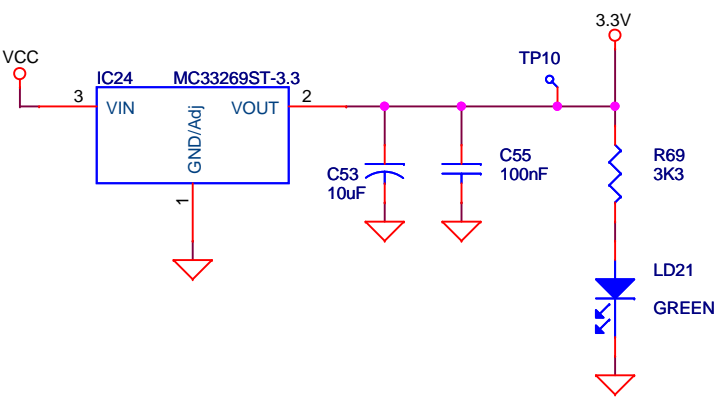 3.3V
VCC
TP10
IC24
MC33269ST-3.3
3
VIN
GND/Adj
VOUT
2
1
C53
10uF
C55
100nF
R69
3K3
LD21
GREEN